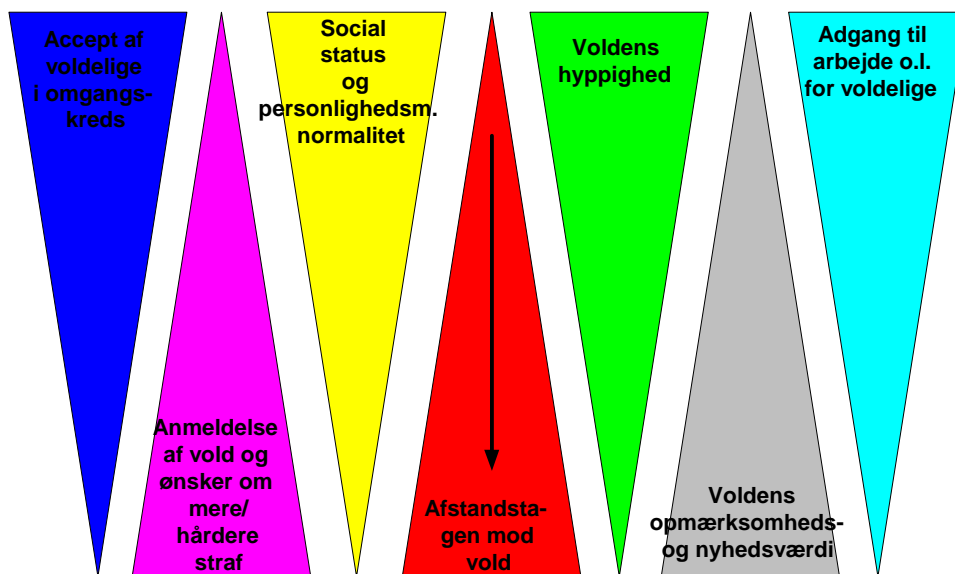 Accept af
voldelige
i omgangs-
kreds
Anmeldelse
af vold og
ønsker om
mere/
hårdere
straf
Social
status
og
personlighedsm.
normalitet
Afstandsta-
gen mod
vold
Voldens
hyppighed
Voldens
opmærksomheds-
og nyhedsværdi
Adgang til
arbejde o.l.
for voldelige